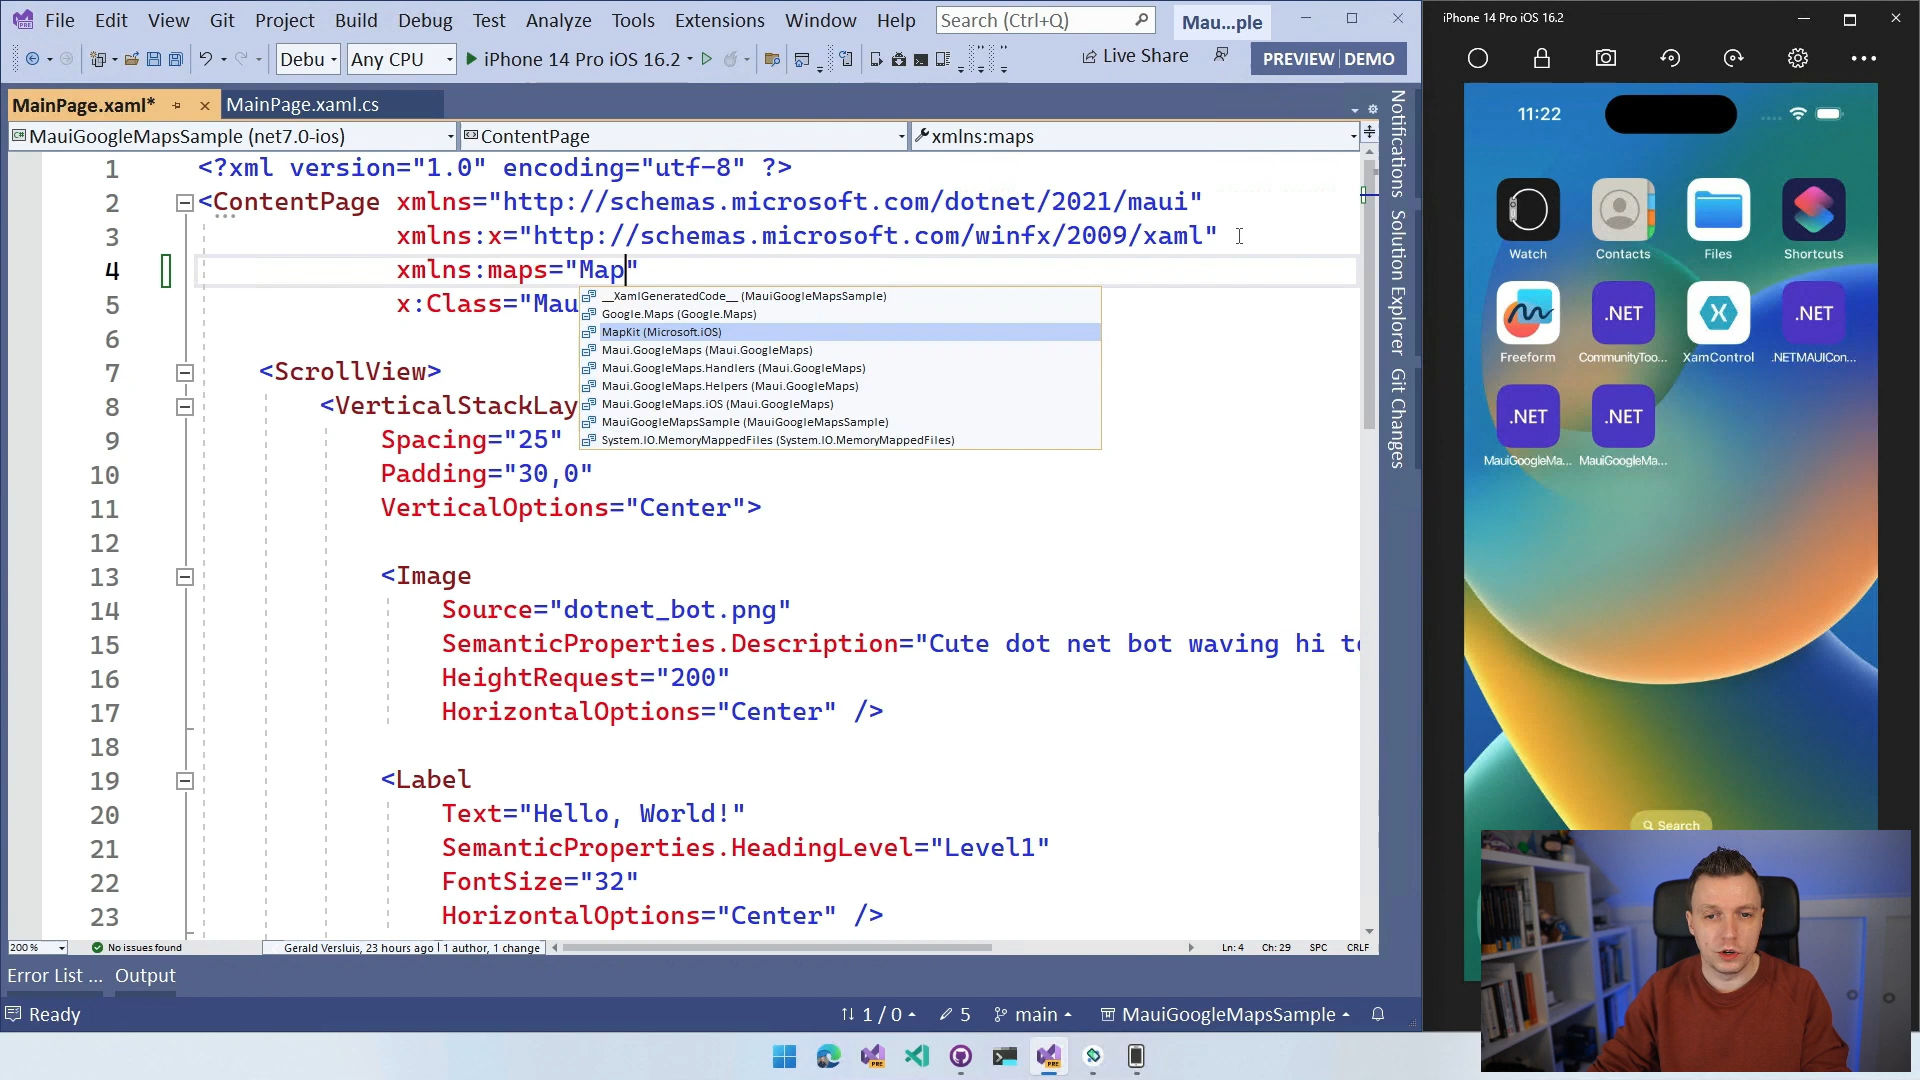 File Edit View Git Project Build Debug Test Analyze Tools Extensions Window Help Search (Ctrl+Q) Mau...ple
Debu Any CPU iPhone 14 Pro iOS 16.2 Live Share PREVIEW DEMO
MainPage.xaml* MainPage.xaml.cs
MauiGoogleMapsSample (net7.0-ios) ContentPage xmlns:maps
1 <?xml version="1.0" encoding="utf-8" ?>
2 <ContentPage xmlns="http://schemas.microsoft.com/dotnet/2021/maui"
3 xmlns:x="http://schemas.microsoft.com/winfx/2009/xaml"
4 xmlns:maps="Map"
5 x:Class="Mau
6
7 <ScrollView>
8 <VerticalStackLay
9 Spacing="25"
10 Padding="30,0"
11 VerticalOptions="Center">
12
13 <Image
14 Source="dotnet_bot.png"
15 SemanticProperties.Description="Cute dot net bot waving hi to
16 HeightRequest="200"
17 HorizontalOptions="Center" />
18
19 <Label
20 Text="Hello, World!"
21 SemanticProperties.HeadingLevel="Level1"
22 FontSize="32"
23 HorizontalOptions="Center" />
__XamlGeneratedCode__ (MauiGoogleMapsSample)
Google.Maps (Google.Maps)
MapKit (Microsoft.iOS)
Maui.GoogleMaps (Maui.GoogleMaps)
Maui.GoogleMaps.Handlers (Maui.GoogleMaps)
Maui.GoogleMaps.Helpers (Maui.GoogleMaps)
Maui.GoogleMaps.iOS (Maui.GoogleMaps)
MauiGoogleMapsSample (MauiGoogleMapsSample)
System.IO.MemoryMappedFiles (System.IO.MemoryMappedFiles)
Notifications
Solution Explorer
Git Changes
200 % No issues found Gerald Versluis, 23 hours ago | 1 author, 1 change Ln: 4 Ch: 29 SPC CRLF
Error List ... Output
Ready 1 / 0 5 main MauiGoogleMapsSample
iPhone 14 Pro iOS 16.2
11:22
Watch Contacts Files Shortcuts
.NET .NET
Freeform CommunityToo... XamControl .NETMAUICon...
.NET .NET
MauiGoogleMa... MauiGoogleMa...
Search